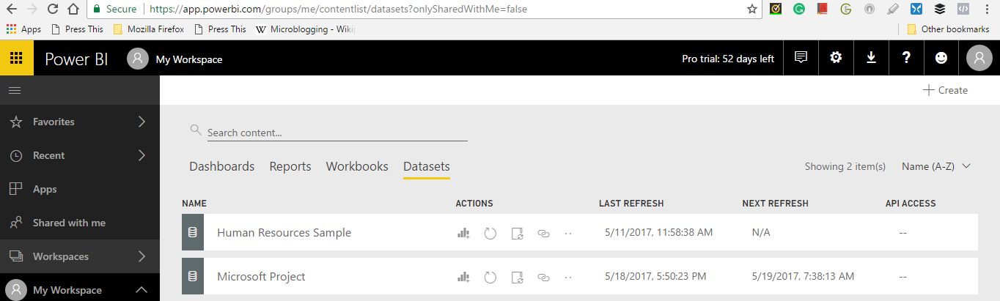 Secure https://app.powerbi.com/groups/me/contentlist/datasets?onlySharedWithMe=false
Apps Press This Mozilla Firefox Press This W Microblogging - Wiki Other bookmarks
Power BI My Workspace Pro trial: 52 days left ?
+ Create
Favorites
Search content...
Recent
Dashboards Reports Workbooks Datasets Showing 2 item(s) Name (A-Z)
Apps
NAME ACTIONS LAST REFRESH NEXT REFRESH API ACCESS
Shared with me
Human Resources Sample 5/11/2017, 11:58:38 AM N/A --
Workspaces
Microsoft Project 5/18/2017, 5:50:23 PM 5/19/2017, 7:38:13 AM --
My Workspace